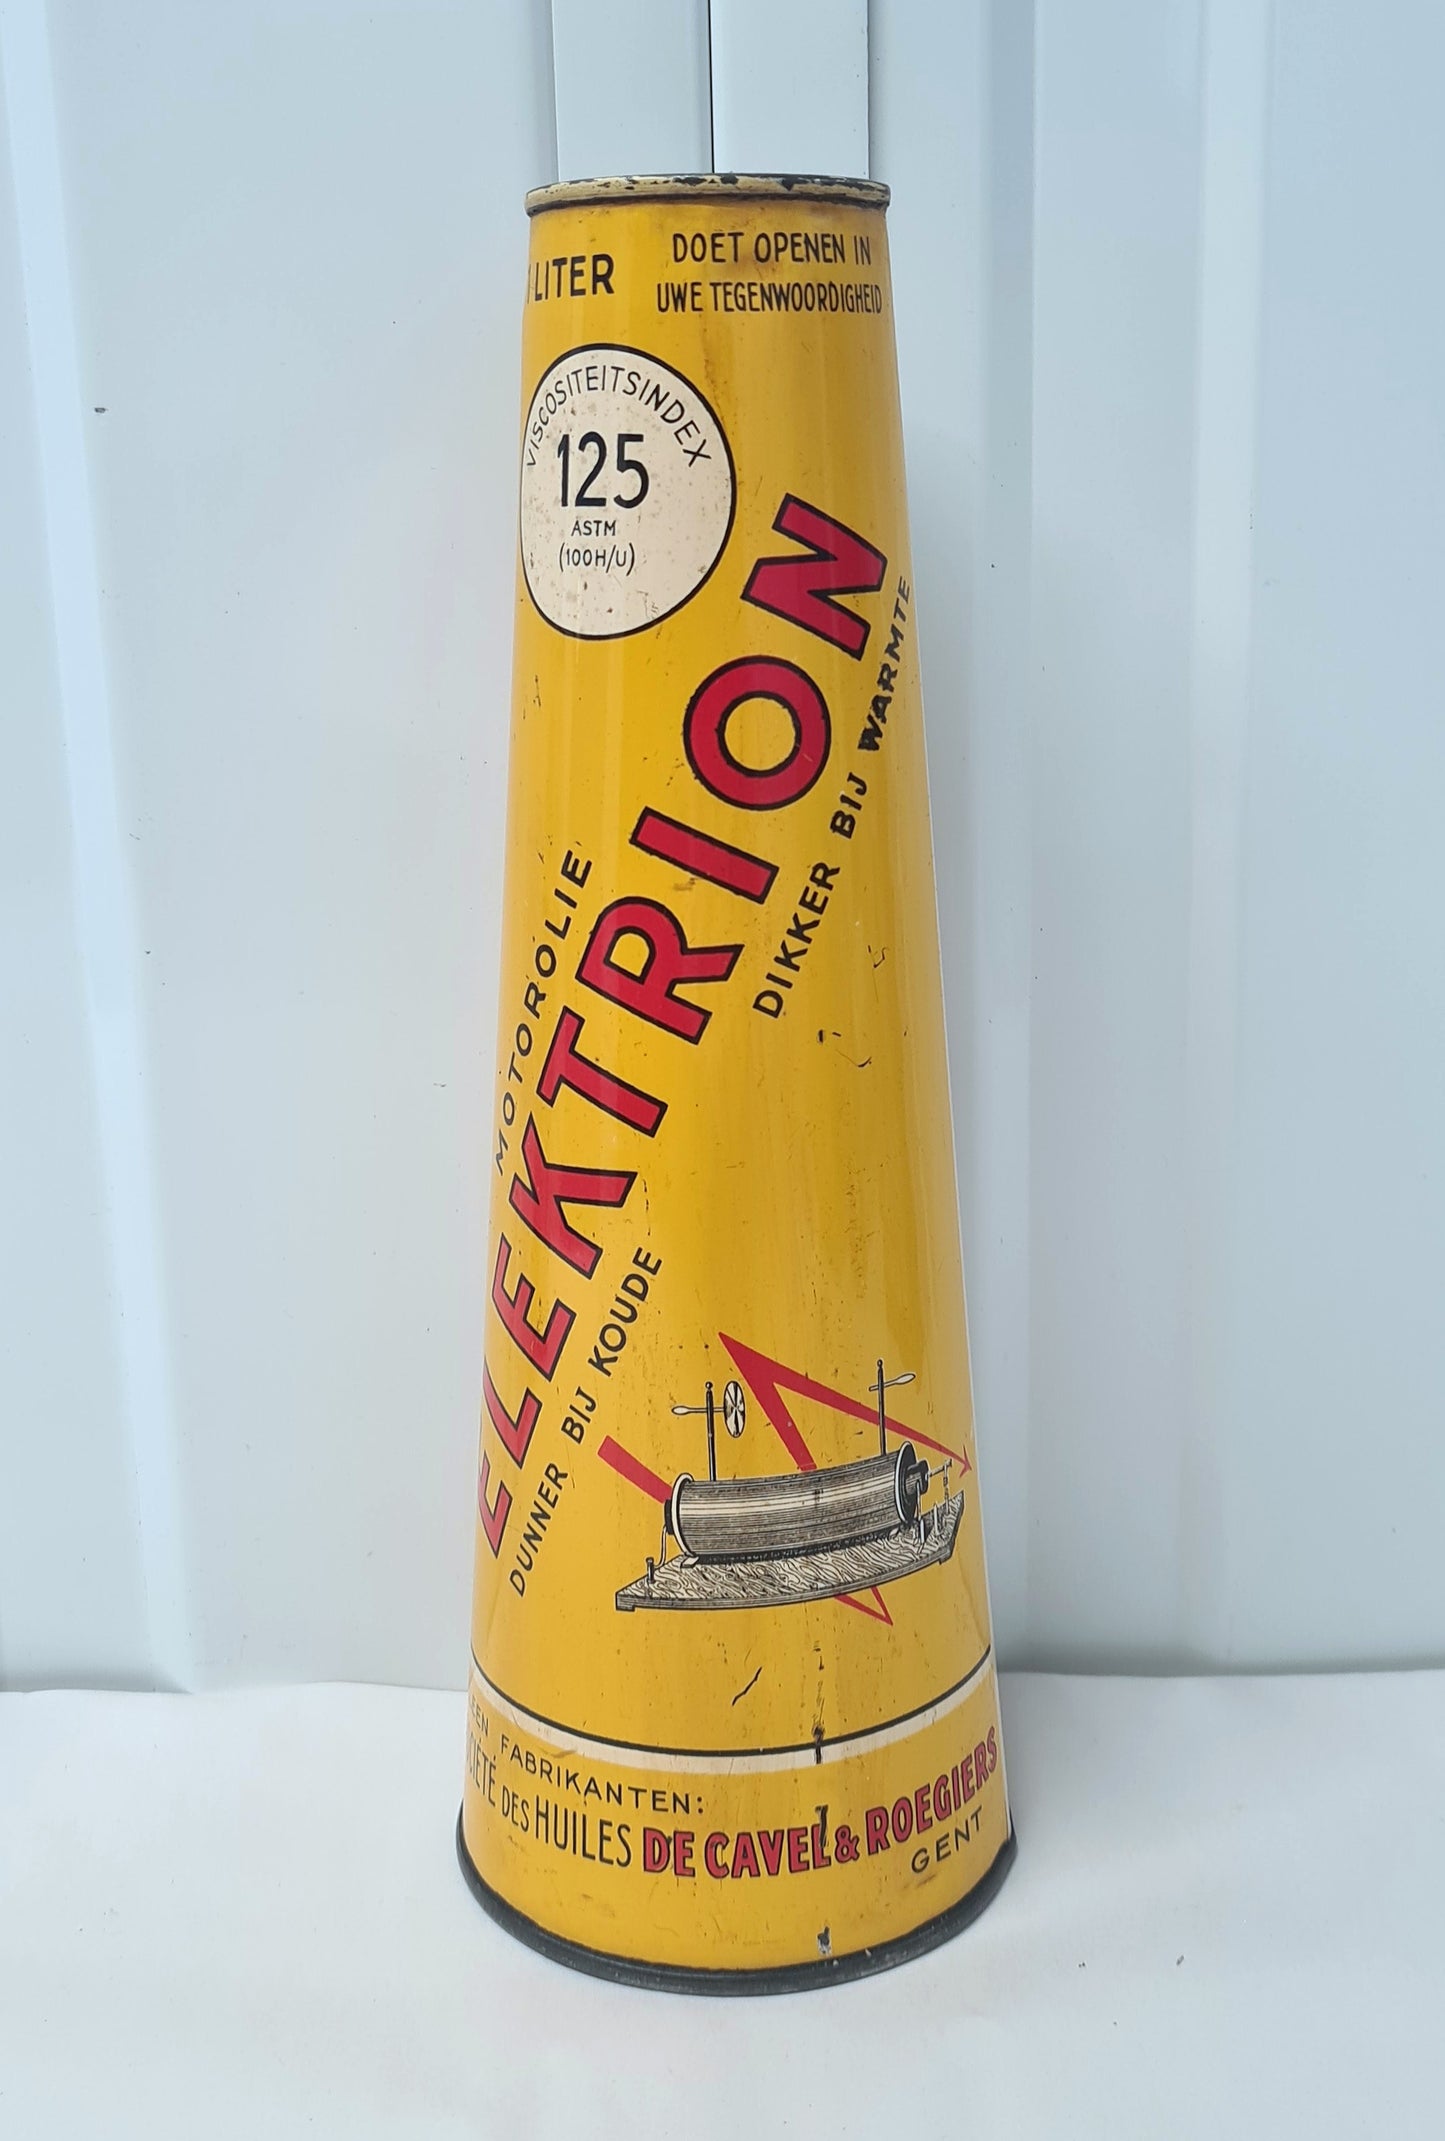 1 LITER
DOET OPENEN IN
UWE TEGENWOORDIGHEID
VISCOSITEITSINDEX
125
ASTM
(100H/U)
MOTOROLIE
ELEKTRION
DIKKER BIJ WARMTE
DUNNER BIJ KOUDE
FABRIKANTEN:
DES HUILES DE CAVEL & ROEGIERS
GENT